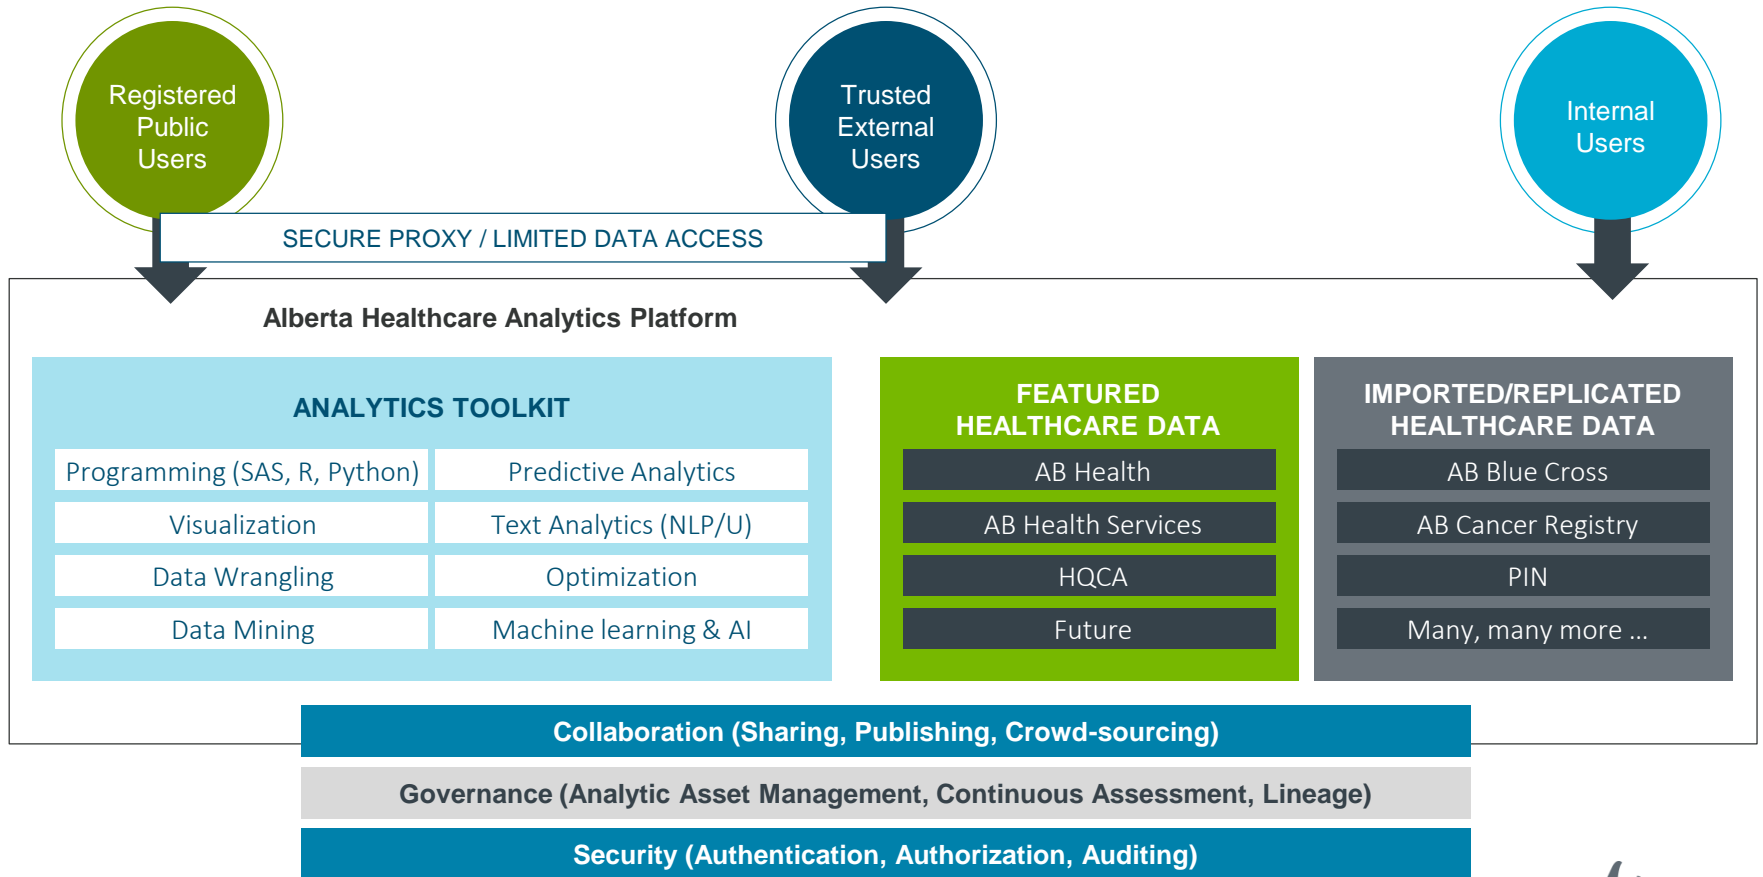 Registered
Public
Users
Trusted
External
Users
Internal
Users
SECURE PROXY / LIMITED DATA ACCESS
Alberta Healthcare Analytics Platform
ANALYTICS TOOLKIT
Programming (SAS, R, Python)
Predictive Analytics
Visualization
Text Analytics (NLP/U)
Data Wrangling
Optimization
Data Mining
Machine learning & AI
FEATURED
HEALTHCARE DATA
AB Health
AB Health Services
HQCA
Future
IMPORTED/REPLICATED
HEALTHCARE DATA
AB Blue Cross
AB Cancer Registry
PIN
Many, many more ...
Collaboration (Sharing, Publishing, Crowd-sourcing)
Governance (Analytic Asset Management, Continuous Assessment, Lineage)
Security (Authentication, Authorization, Auditing)